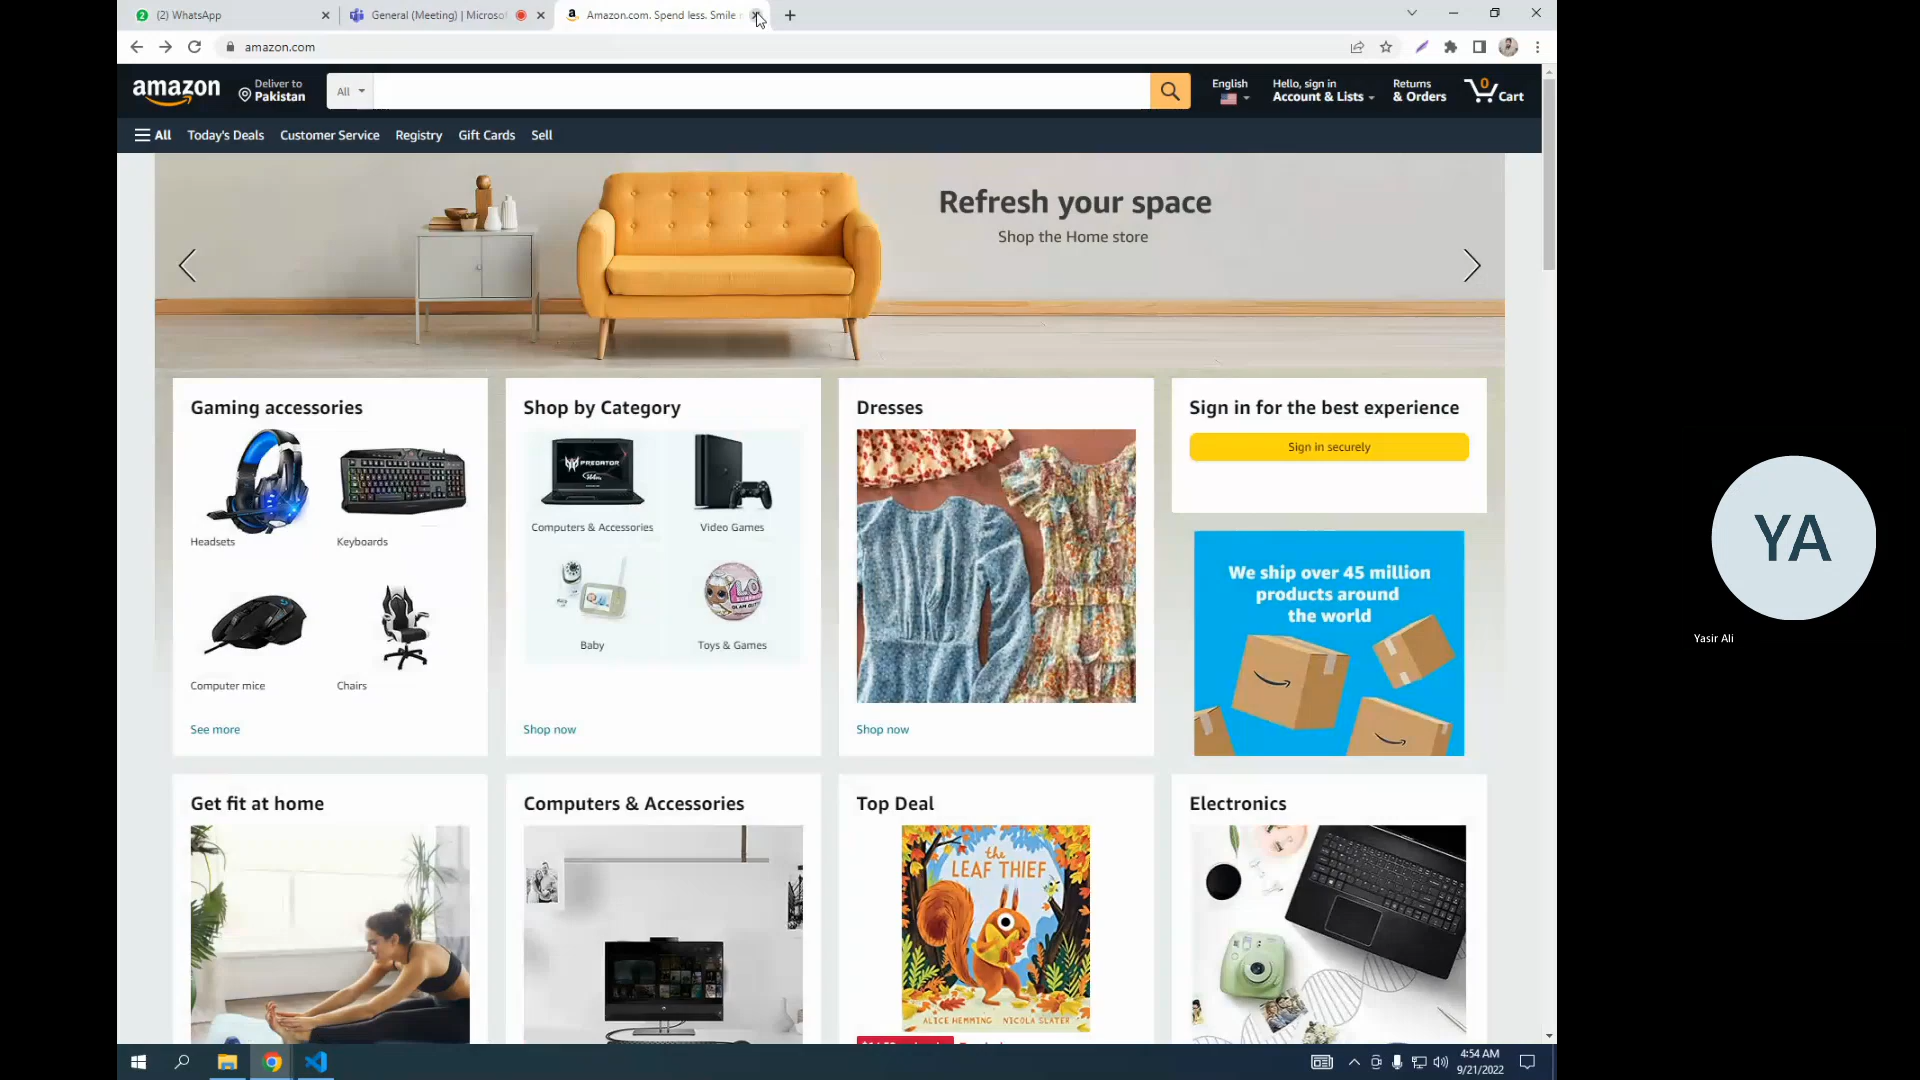 (2) WhatsApp
General (Meeting) | Microso
Amazon.com. Spend less. Smile
amazon.com
amazon
Deliver to
Pakistan
All
English
Hello, sign in
Account & Lists
Returns
& Orders
0
Cart
All
Today's Deals
Customer Service
Registry
Gift Cards
Sell
Refresh your space
Shop the Home store
Gaming accessories
Headsets
Keyboards
Computer mice
Chairs
See more
Shop by Category
PREDATOR
Computers & Accessories
Video Games
Baby
Toys & Games
Shop now
Dresses
Shop now
Sign in for the best experience
Sign in securely
We ship over 45 million
products around
the world
YA
Yasir Ali
Get fit at home
Computers & Accessories
Top Deal
the
LEAF THIEF
ALICE HEMMING NICOLA SLATER
Electronics
4:54 AM
9/21/2022